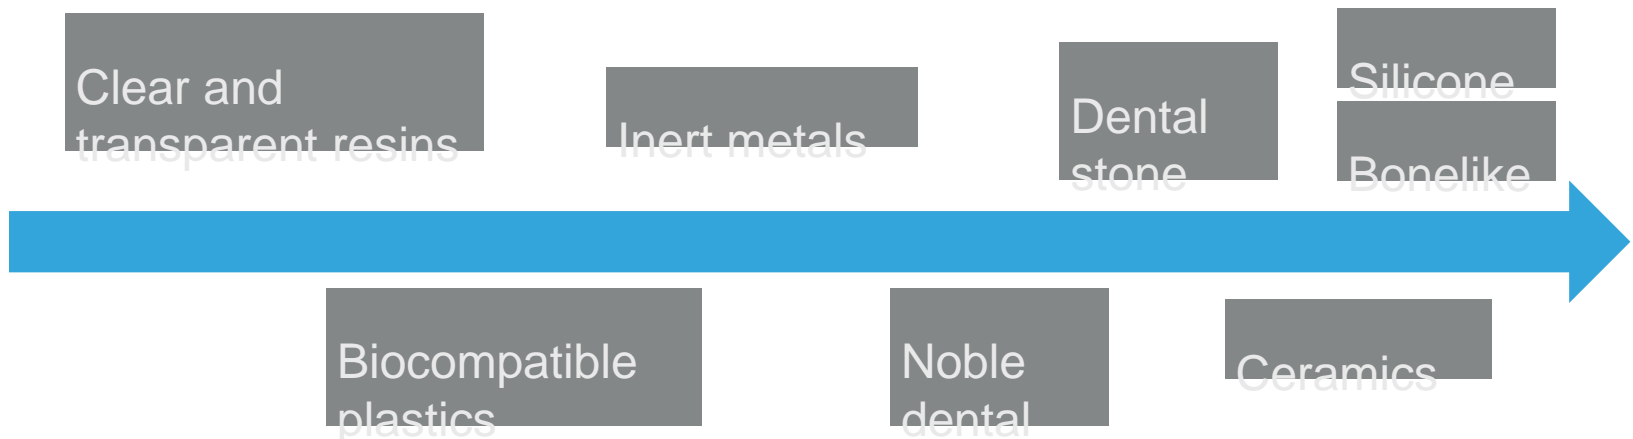 Clear and
transparent resins
Inert metals
Dental
stone
Silicone
Bonelike
Biocompatible
plastics
Noble
dental
Ceramics